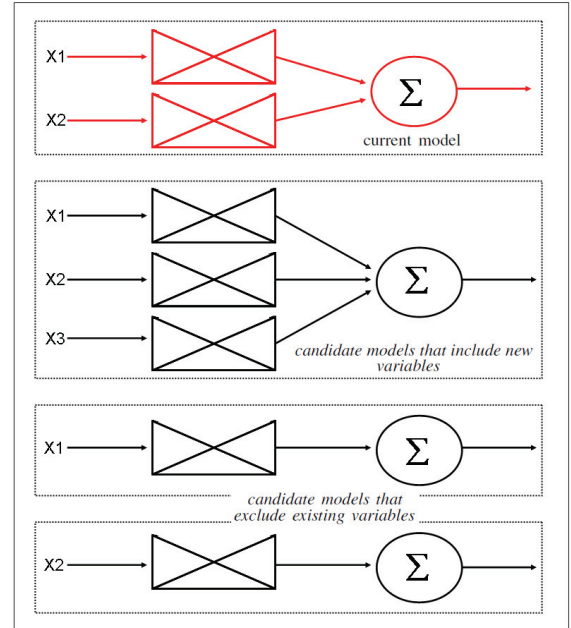 X1
X2
Σ
current model
X1
X2
X3
Σ
candidate models that include new
variables
X1
Σ
candidate models that
exclude existing variables
X2
Σ